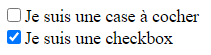 Je suis une case à cocher
Je suis une checkbox